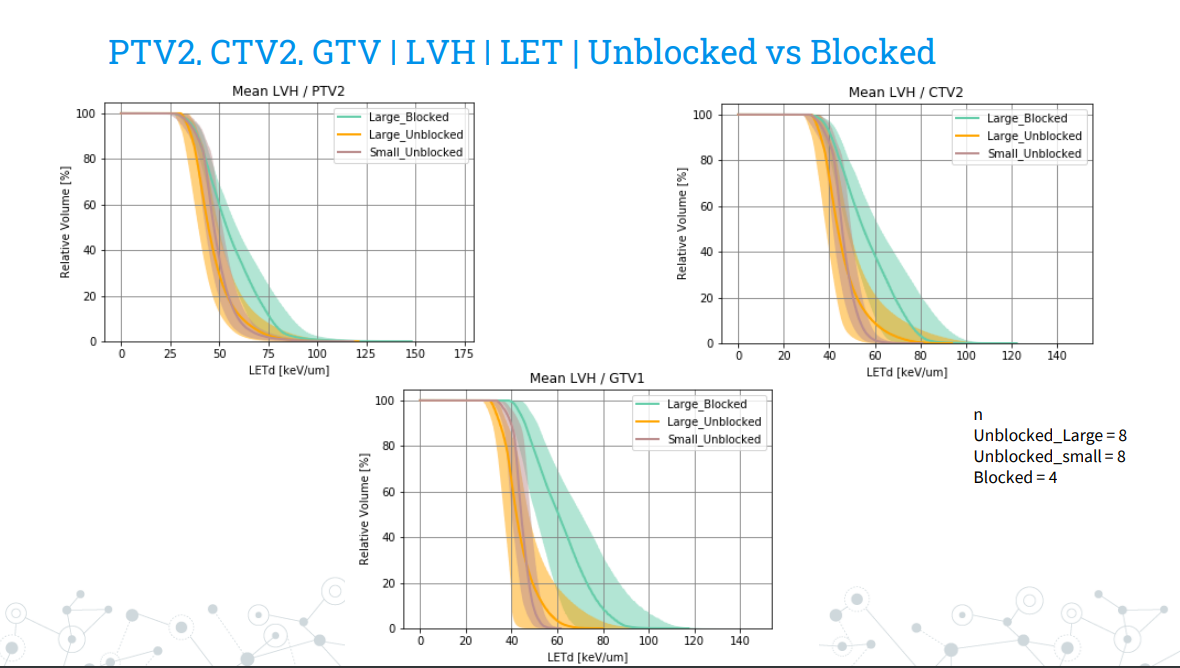 PTV2, CTV2, GTV | LVH | LET | Unblocked vs Blocked
Mean LVH / PTV2
Large_Blocked
Large_Unblocked
Small_Unblocked
Relative Volume [%]
100
80
60
40
20
0
0 25 50 75 100 125 150 175
LETd [keV/um]
Mean LVH / CTV2
Large_Blocked
Large_Unblocked
Small_Unblocked
Relative Volume [%]
100
80
60
40
20
0
0 20 40 60 80 100 120 140
LETd [keV/um]
Mean LVH / GTV1
Large_Blocked
Large_Unblocked
Small_Unblocked
Relative Volume [%]
100
80
60
40
20
0
0 20 40 60 80 100 120 140
LETd [keV/um]
n
Unblocked_Large = 8
Unblocked_small = 8
Blocked = 4